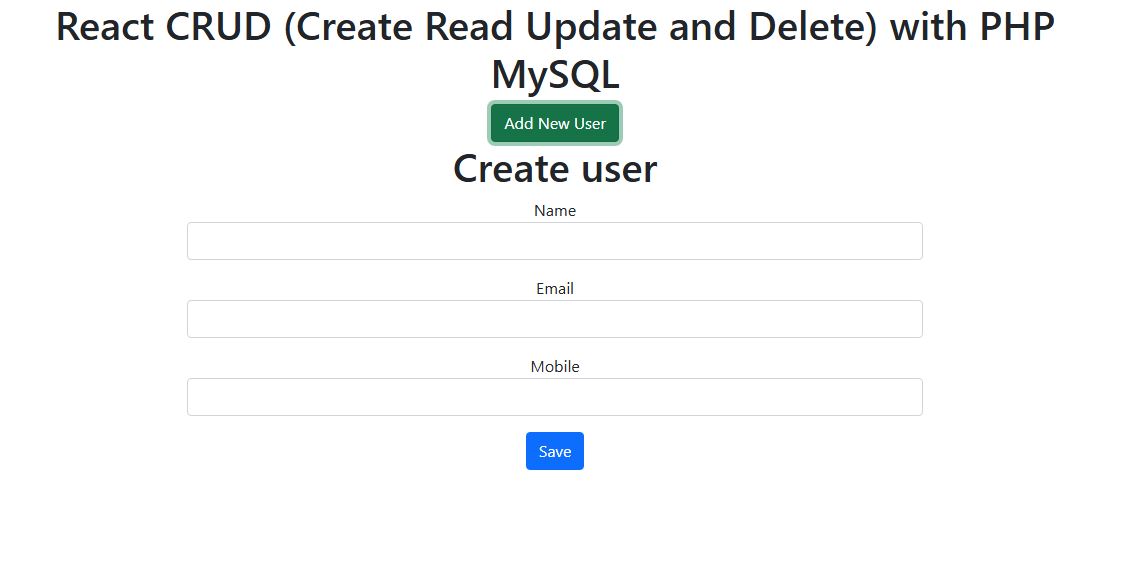 React CRUD (Create Read Update and Delete) with PHP
MySQL
Add New User
Create user
Name
Email
Mobile
Save